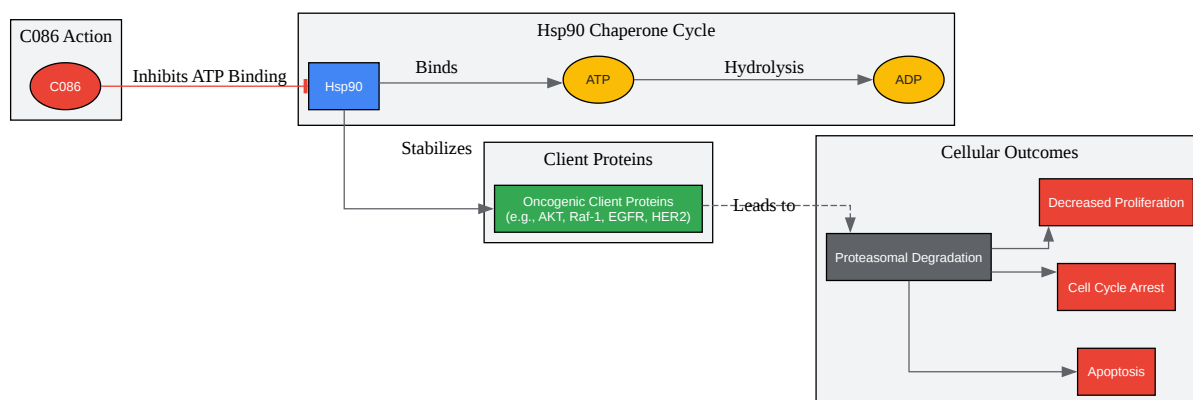 C086 Action
C086
Inhibits ATP Binding
Hsp90 Chaperone Cycle
Hsp90
Binds
ATP
Hydrolysis
ADP
Stabilizes
Client Proteins
Oncogenic Client Proteins
(e.g., AKT, Raf-1, EGFR, HER2)
Leads to
Cellular Outcomes
Proteasomal Degradation
Decreased Proliferation
Cell Cycle Arrest
Apoptosis